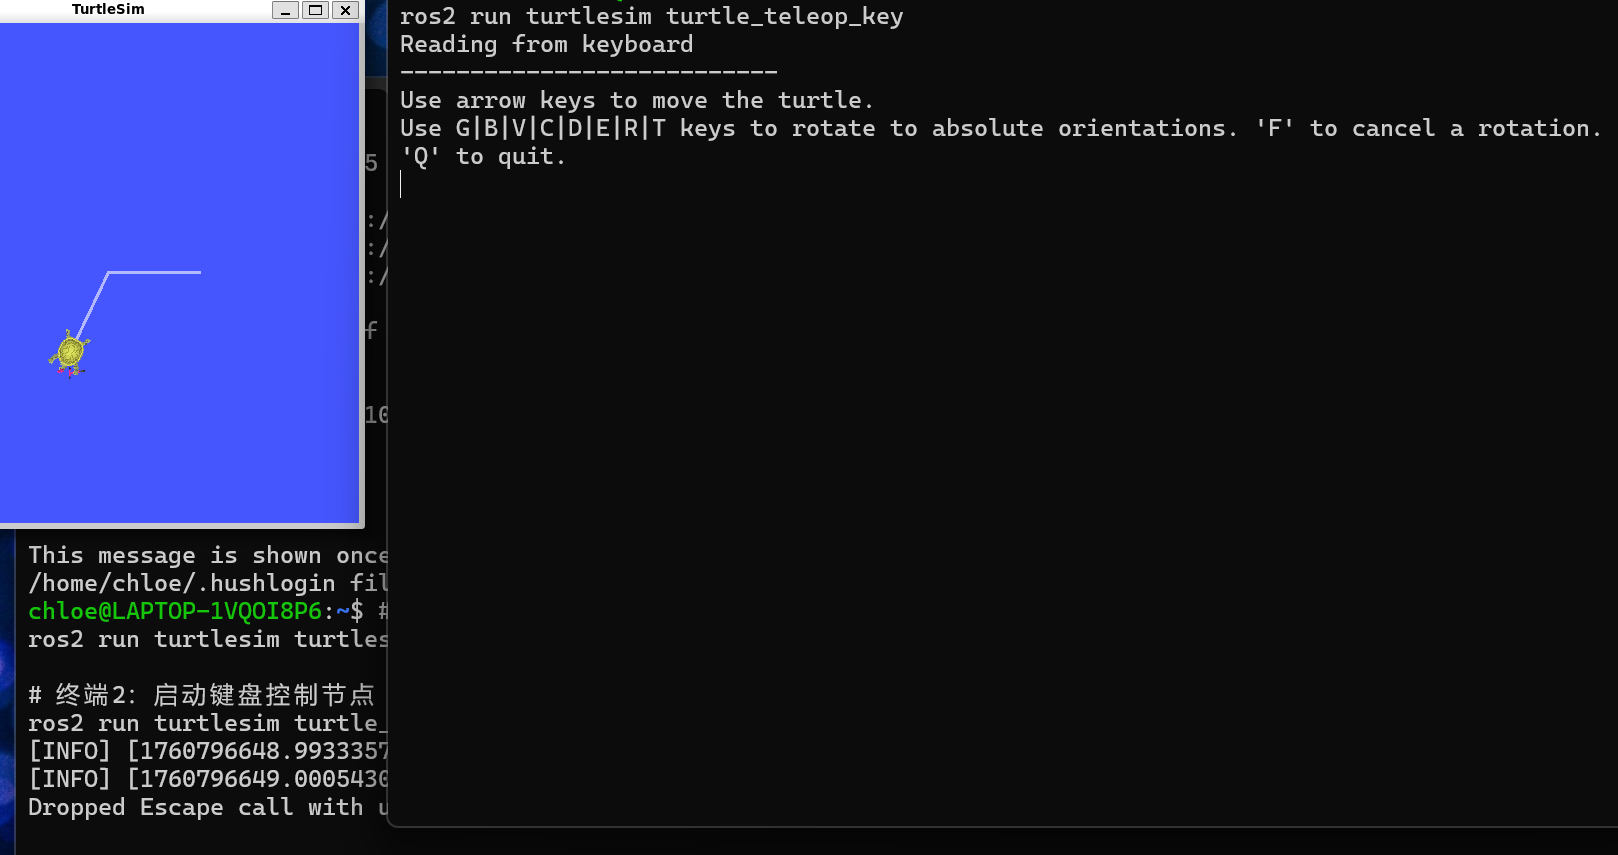 TurtleSim
ros2 run turtlesim turtle_teleop_key
Reading from keyboard
---------------------------
Use arrow keys to move the turtle.
Use G|B|V|C|D|E|R|T keys to rotate to absolute orientations. 'F' to cancel a rotation.
'Q' to quit.
5
:/
:/
:/
f
10
This message is shown once
/home/chloe/.hushlogin fil
chloe@LAPTOP-1VQOI8P6:~$ #
ros2 run turtlesim turtles
# 终端2：启动键盘控制节点
ros2 run turtlesim turtle_
[INFO] [1760796648.9933357
[INFO] [1760796649.0005430
Dropped Escape call with u